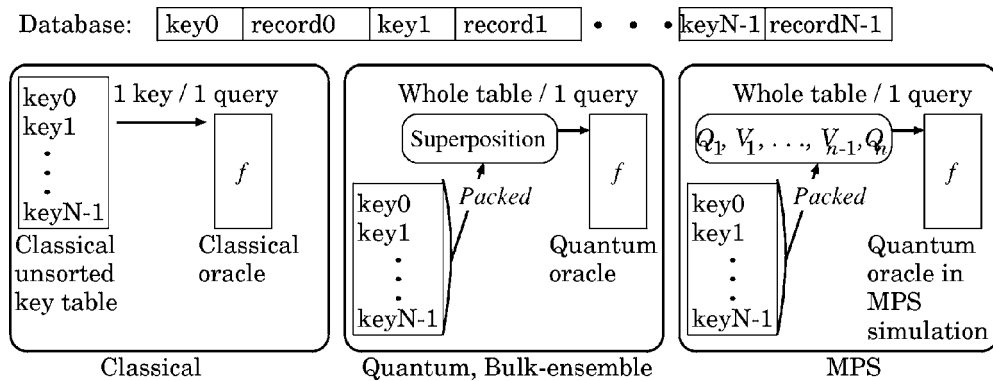 Database: key0 record0 key1 record1 • • • keyN-1 recordN-1
key0
key1
keyN-1
1 key / 1 query
f
Classical
unsorted
key table
Classical
oracle
Classical
Whole table / 1 query
Superposition
Packed
key0
key1
keyN-1
f
Quantum
oracle
Quantum, Bulk-ensemble
Whole table / 1 query
Q1, V1, . . ., Vn-1, Qn
Packed
key0
key1
keyN-1
f
Quantum
oracle in
MPS
simulation
MPS